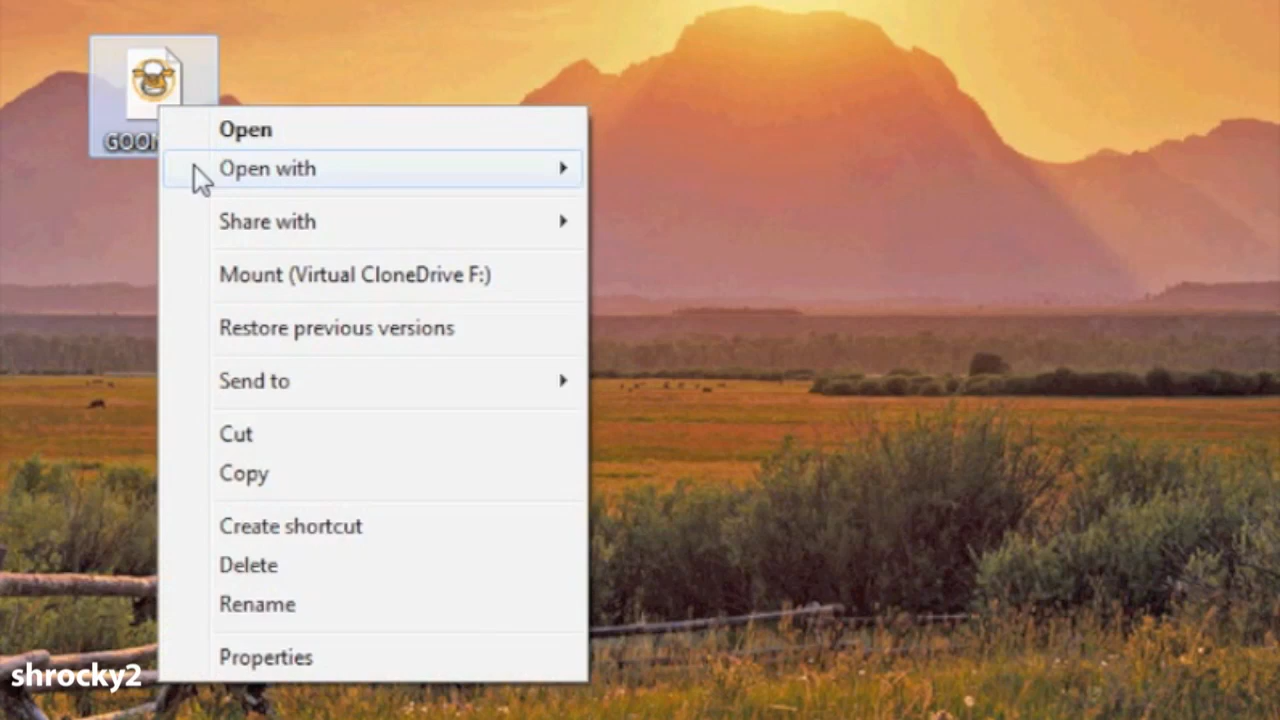 Open
Open with
Share with
Mount (Virtual CloneDrive F:)
Restore previous versions
Send to
Cut
Copy
Create shortcut
Delete
Rename
Properties
shrocky2